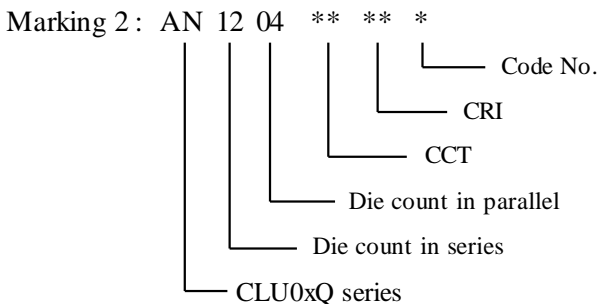 Marking 2 : AN 12 04 ** ** *
Code No.
CRI
CCT
Die count in parallel
Die count in series
CLU0xQ series